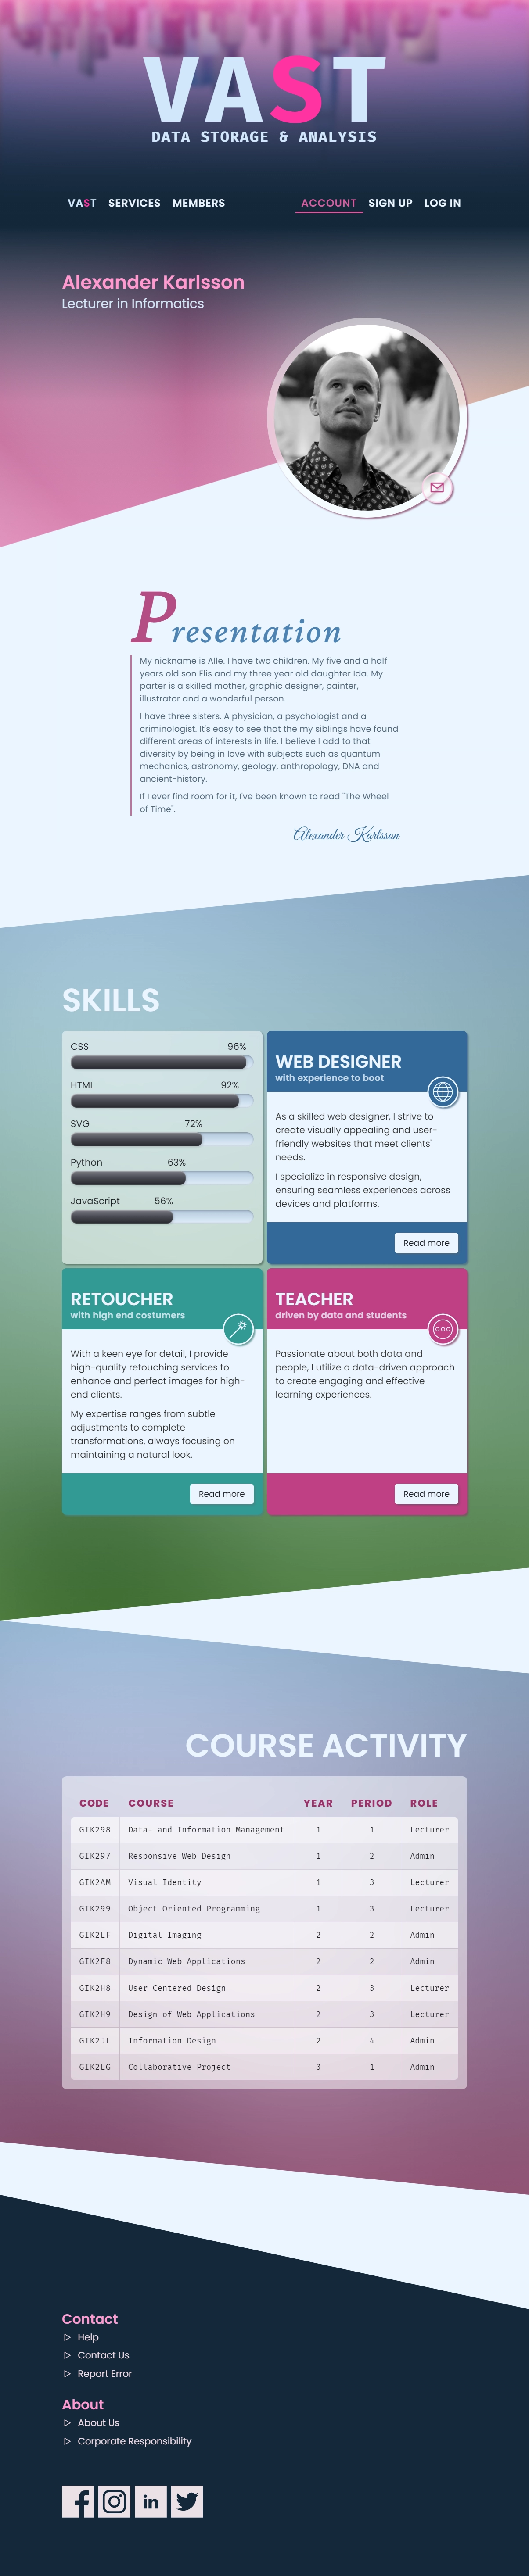 VAST
DATA STORAGE & ANALYSIS
VAST SERVICES MEMBERS ACCOUNT SIGN UP LOG IN
Alexander Karlsson
Lecturer in Informatics
Presentation
My nickname is Alle. I have two children. My five and a half
years old son Elis and my three year old daughter Ida. My
parter is a skilled mother, graphic designer, painter,
illustrator and a wonderful person.
I have three sisters. A physician, a psychologist and a
criminologist. It's easy to see that the my siblings have found
different areas of interests in life. I believe I add to that
diversity by being in love with subjects such as quantum
mechanics, astronomy, geology, anthropology, DNA and
ancient-history.
If I ever find room for it, I've been known to read "The Wheel
of Time".
Alexander Karlsson
SKILLS
CSS 96%
HTML 92%
SVG 72%
Python 63%
JavaScript 56%
WEB DESIGNER
with experience to boot
As a skilled web designer, I strive to
create visually appealing and user-
friendly websites that meet clients'
needs.
I specialize in responsive design,
ensuring seamless experiences across
devices and platforms.
Read more
RETOUCHER
with high end costumers
With a keen eye for detail, I provide
high-quality retouching services to
enhance and perfect images for high-
end clients.
My expertise ranges from subtle
adjustments to complete
transformations, always focusing on
maintaining a natural look.
Read more
TEACHER
driven by data and students
Passionate about both data and
people, I utilize a data-driven approach
to create engaging and effective
learning experiences.
Read more
COURSE ACTIVITY
CODE COURSE YEAR PERIOD ROLE
GIK298 Data- and Information Management 1 1 Lecturer
GIK297 Responsive Web Design 1 2 Admin
GIK2AM Visual Identity 1 3 Lecturer
GIK299 Object Oriented Programming 1 3 Lecturer
GIK2LF Digital Imaging 2 2 Admin
GIK2F8 Dynamic Web Applications 2 2 Admin
GIK2H8 User Centered Design 2 3 Lecturer
GIK2H9 Design of Web Applications 2 3 Lecturer
GIK2JL Information Design 2 4 Admin
GIK2LG Collaborative Project 3 1 Admin
Contact
Help
Contact Us
Report Error
About
About Us
Corporate Responsibility
in